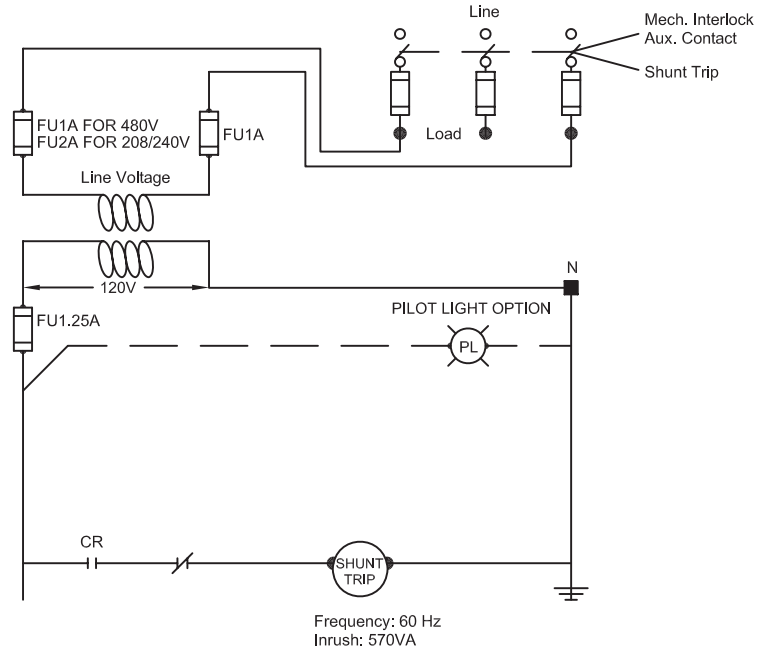 Line
Mech. Interlock
Aux. Contact
Shunt Trip
FU1A FOR 480V
FU2A FOR 208/240V
FU1A
Load
Line Voltage
120V
N
FU1.25A
PILOT LIGHT OPTION
PL
CR
SHUNT
TRIP
Frequency: 60 Hz
Inrush: 570VA